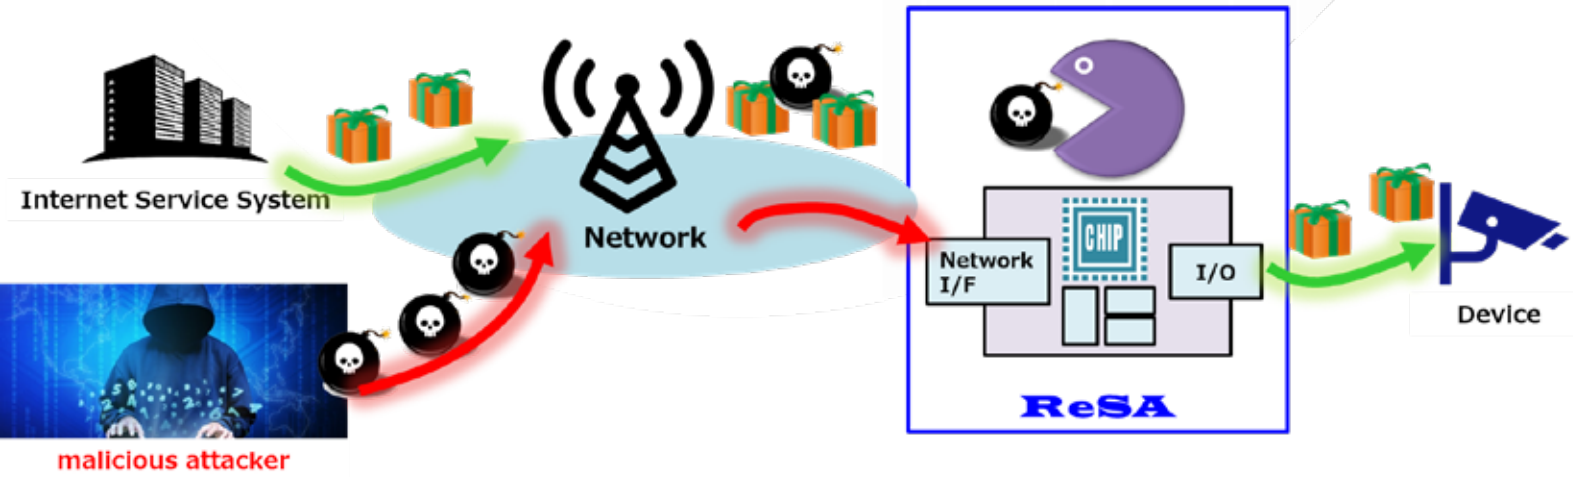 Internet Service System
malicious attacker
Network
Network
I/F
CHIP
I/O
ReSA
Device